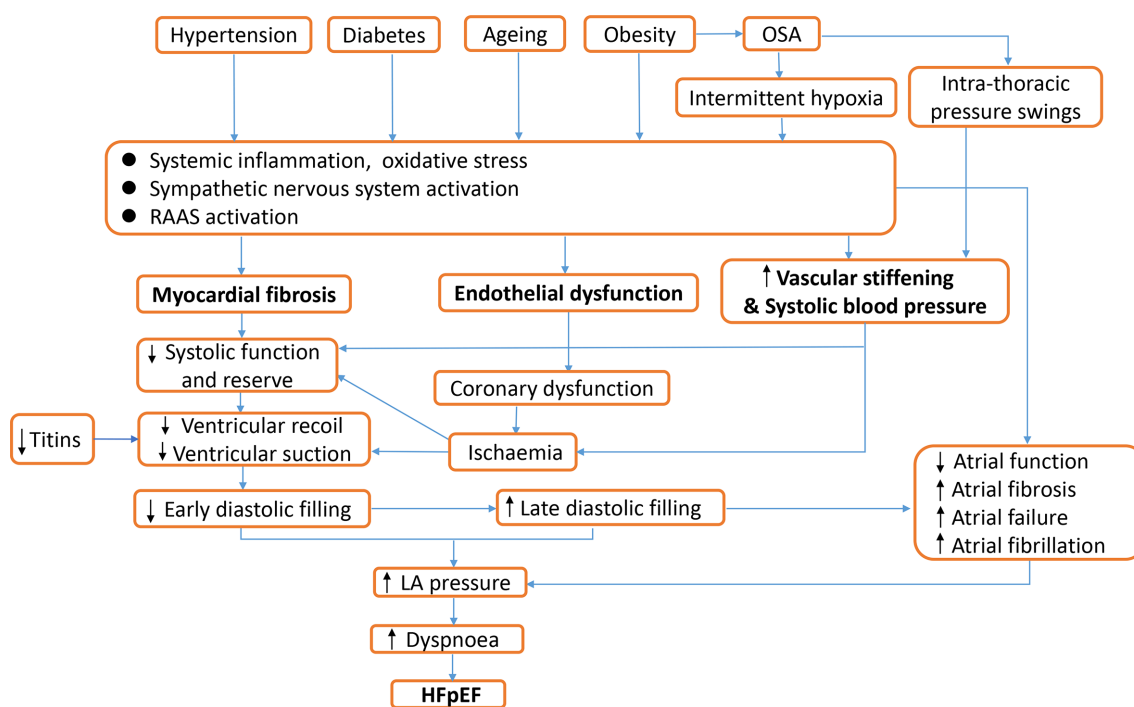 Hypertension
Diabetes
Ageing
Obesity
OSA
Intermittent hypoxia
Intra-thoracic
pressure swings
● Systemic inflammation, oxidative stress
● Sympathetic nervous system activation
● RAAS activation
Myocardial fibrosis
Endothelial dysfunction
↑ Vascular stiffening
& Systolic blood pressure
↓ Systolic function
and reserve
Coronary dysfunction
↓ Titins
↓ Ventricular recoil
↓ Ventricular suction
Ischaemia
↓ Atrial function
↑ Atrial fibrosis
↑ Atrial failure
↑ Atrial fibrillation
↓ Early diastolic filling
↑ Late diastolic filling
↑ LA pressure
↑ Dyspnoea
HFpEF